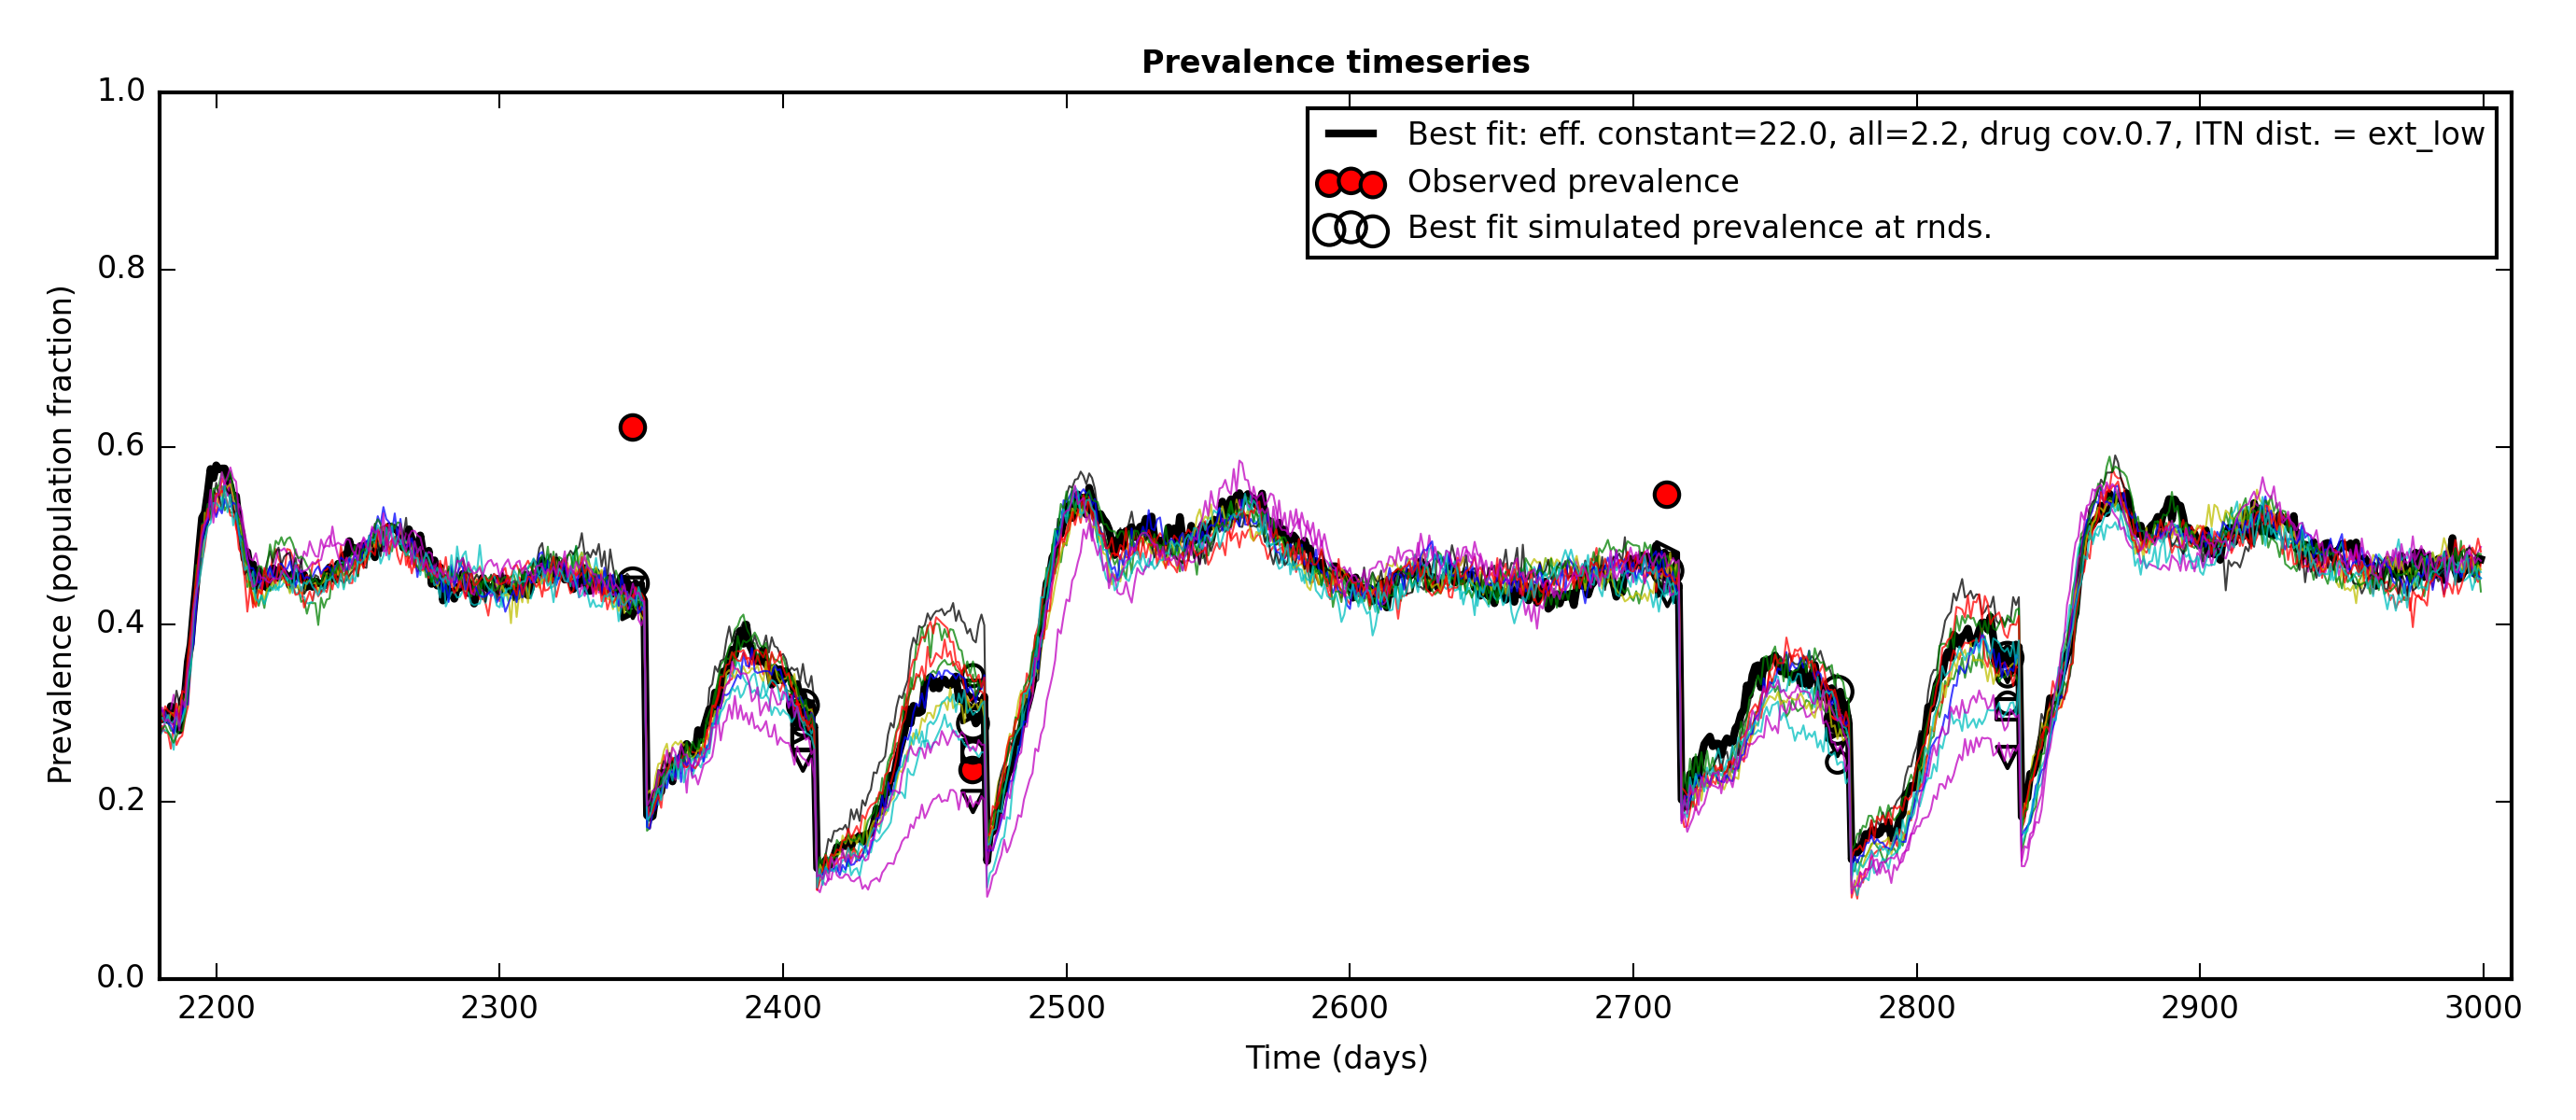 Prevalence timeseries
1.0
0.8
0.6
0.4
0.2
0.0
Prevalence (population fraction)
Best fit: eff. constant=22.0, all=2.2, drug cov.0.7, ITN dist. = ext_low
Observed prevalence
Best fit simulated prevalence at rnds.
2200 2300 2400 2500 2600 2700 2800 2900 3000
Time (days)